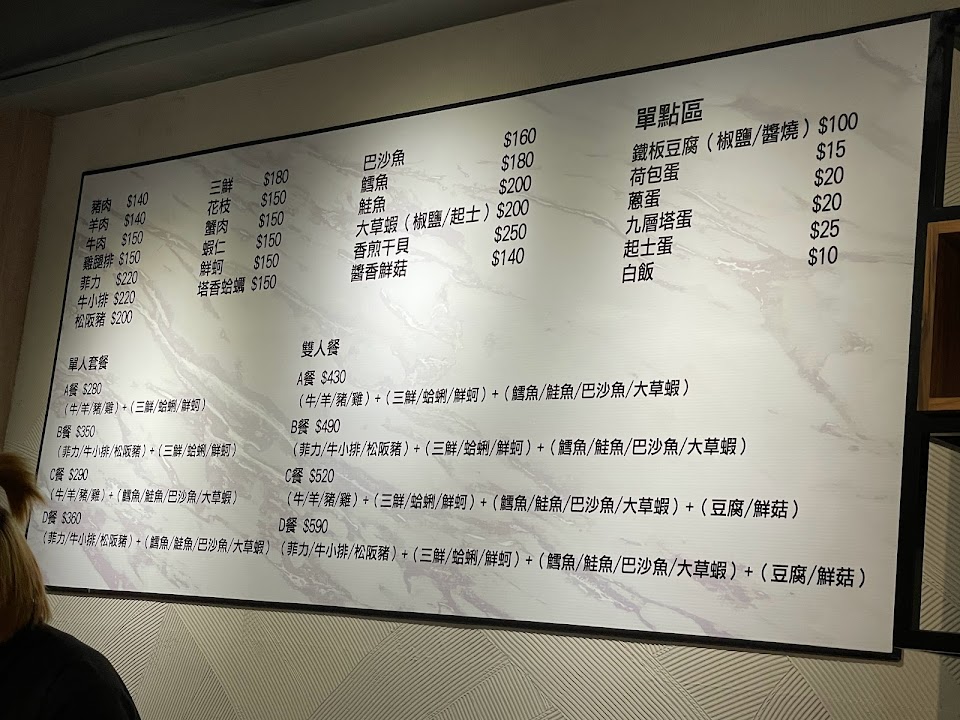 豬肉 $140
羊肉 $140
牛肉 $150
雞腿排 $150
菲力 $220
牛小排 $220
松阪豬 $200
三鮮 $180
花枝 $150
蟹肉 $150
蝦仁 $150
鮮蚵 $150
塔香蛤蠣 $150
巴沙魚 $160
鱈魚 $180
鮭魚 $200
大草蝦（椒鹽/起士）$200
香煎干貝 $250
醬香鮮菇 $140
單點區
鐵板豆腐（椒鹽/醬燒）$100
荷包蛋 $15
蔥蛋 $20
九層塔蛋 $20
起士蛋 $25
白飯 $10
單人套餐
A餐 $280
（牛/羊/豬/雞）+（三鮮/蛤蜊/鮮蚵）
B餐 $350
（菲力/牛小排/松阪豬）+（三鮮/蛤蜊/鮮蚵）
C餐 $290
（牛/羊/豬/雞）+（鱈魚/鮭魚/巴沙魚/大草蝦）
D餐 $360
（菲力/牛小排/松阪豬）+（鱈魚/鮭魚/巴沙魚/大草蝦）
雙人餐
A餐 $430
（牛/羊/豬/雞）+（三鮮/蛤蜊/鮮蚵）+（鱈魚/鮭魚/巴沙魚/大草蝦）
B餐 $490
（菲力/牛小排/松阪豬）+（三鮮/蛤蜊/鮮蚵）+（鱈魚/鮭魚/巴沙魚/大草蝦）
C餐 $520
（牛/羊/豬/雞）+（三鮮/蛤蜊/鮮蚵）+（鱈魚/鮭魚/巴沙魚/大草蝦）+（豆腐/鮮菇）
D餐 $590
（菲力/牛小排/松阪豬）+（三鮮/蛤蜊/鮮蚵）+（鱈魚/鮭魚/巴沙魚/大草蝦）+（豆腐/鮮菇）